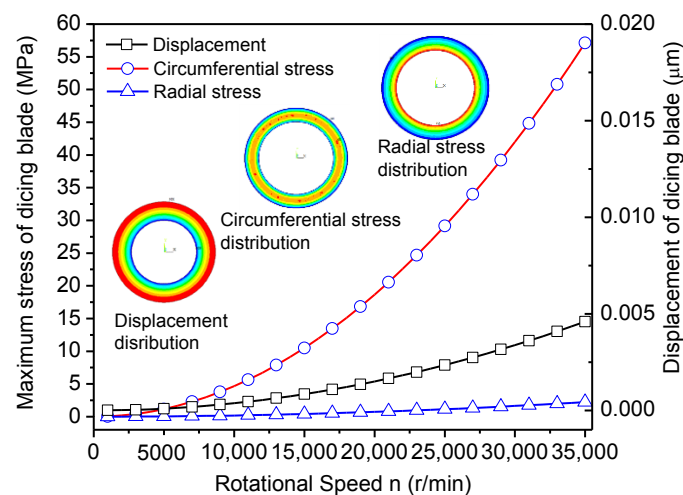 60
55
50
45
40
35
30
25
20
15
10
5
0
Maximum stress of dicing blade (MPa)
Displacement
Circumferential stress
Radial stress
Radial stress
distribution
Circumferential stress
distribution
Displacement
disribution
0.020
0.015
0.010
0.005
0.000
Displacement of dicing blade (μm)
0 5000 10,000 15,000 20,000 25,000 30,000 35,000
Rotational Speed n (r/min)